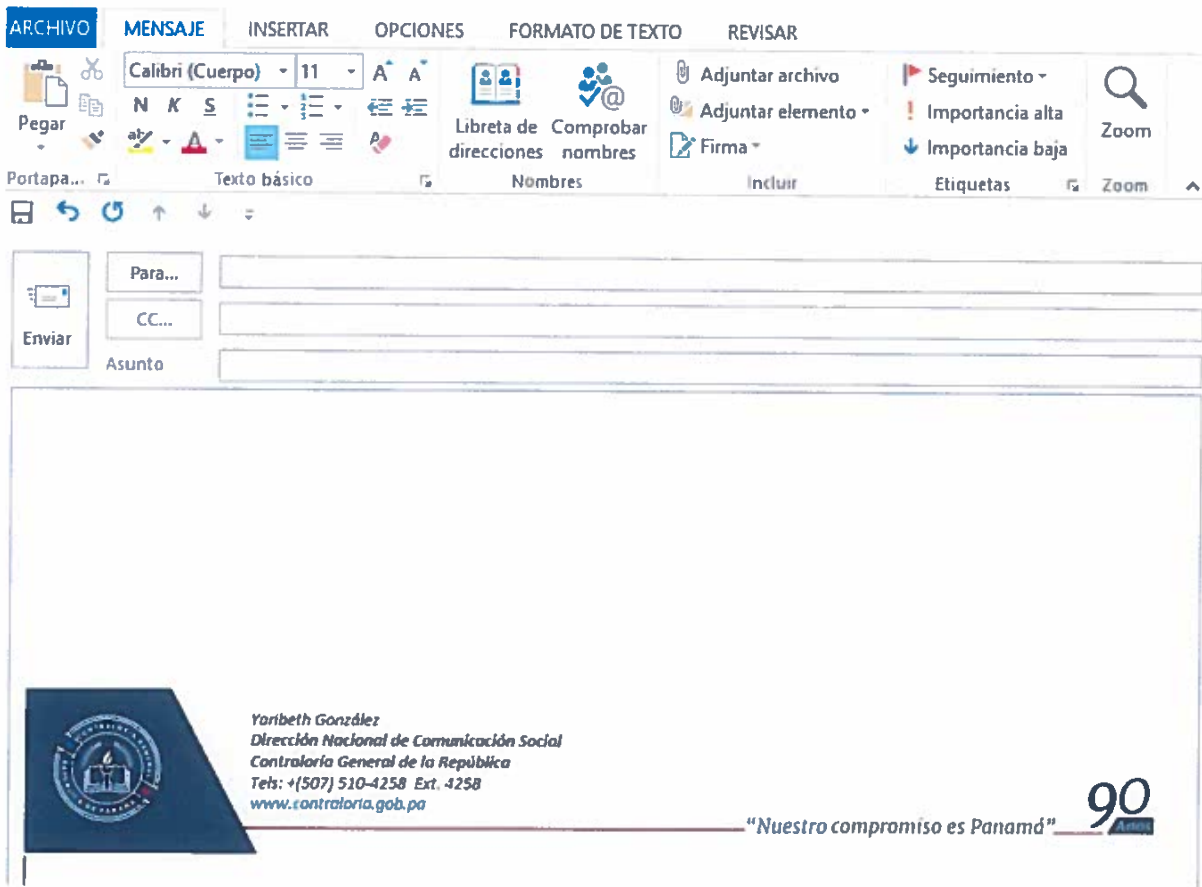 ARCHIVO MENSAJE INSERTAR OPCIONES FORMATO DE TEXTO REVISAR
Calibri (Cuerpo) 11 A A
N K S
Pegar
Portapa... Texto básico
Libreta de direcciones
Comprobar nombres
Nombres
Adjuntar archivo
Adjuntar elemento
Firma
Incluir
Seguimiento
Importancia alta
Importancia baja
Etiquetas
Zoom
Zoom
Enviar
Para...
CC...
Asunto
Yaribeth González
Dirección Nacional de Comunicación Social
Contraloría General de la República
Tels: +(507) 510-4258 Ext. 4258
www.contraloria.gob.pa
"Nuestro compromiso es Panamá"
90
Años